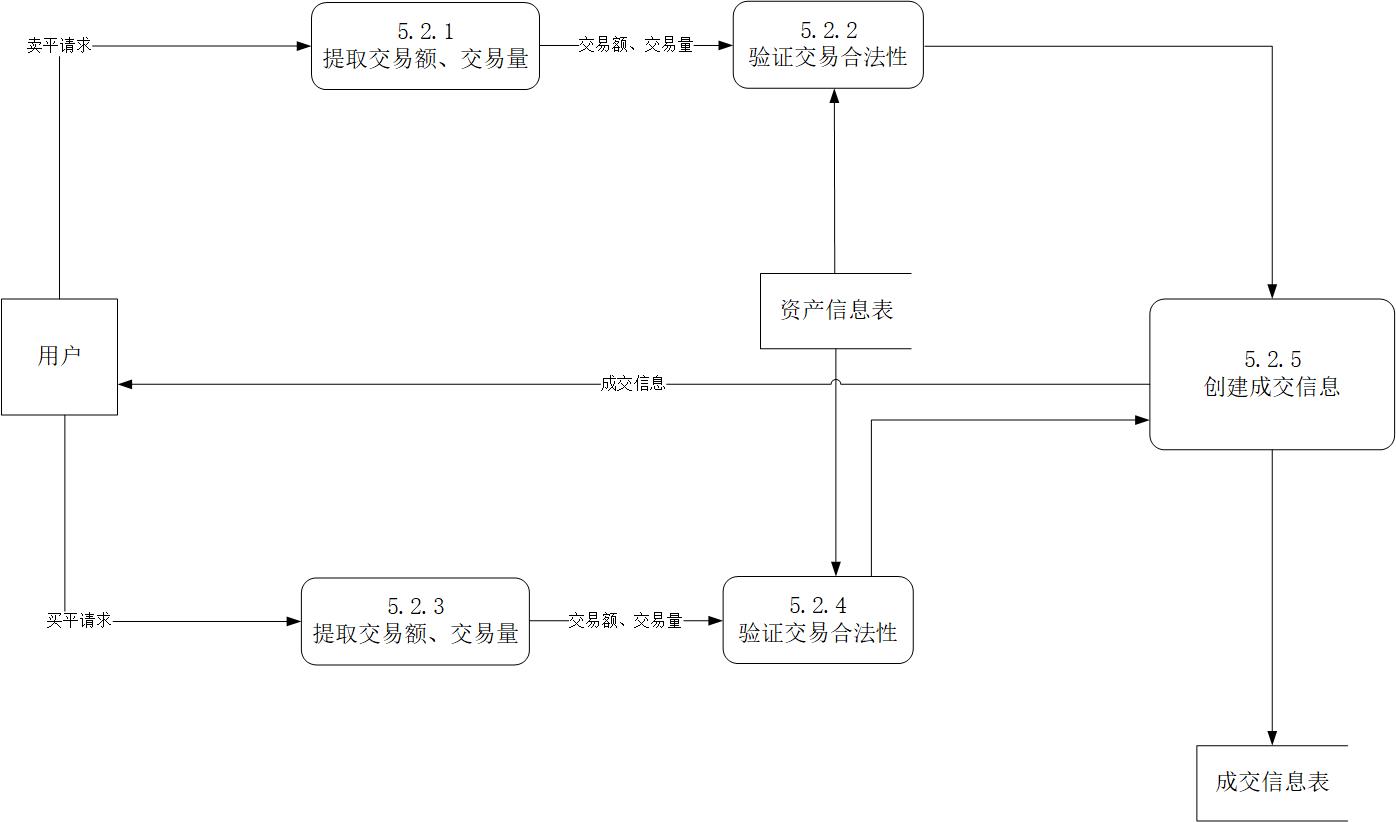 卖平请求
5.2.1
提取交易额、交易量
交易额、交易量
5.2.2
验证交易合法性
资产信息表
用户
成交信息
5.2.5
创建成交信息
买平请求
5.2.3
提取交易额、交易量
交易额、交易量
5.2.4
验证交易合法性
成交信息表